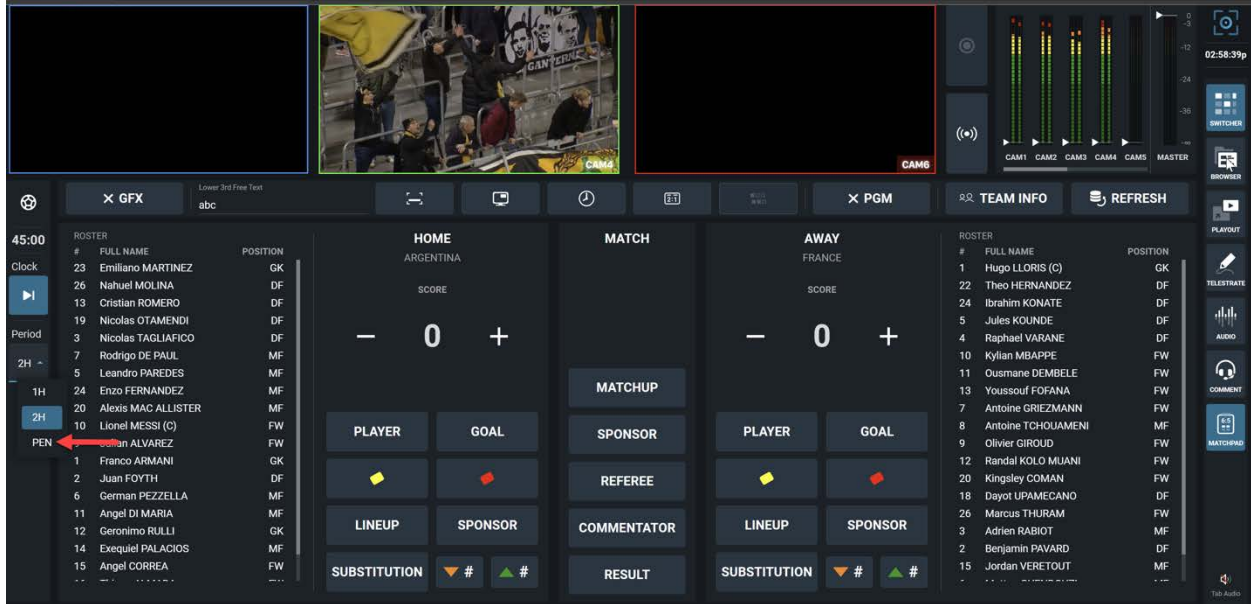 GANTERNE
CAM4
CAM6
0
-3
-12
-24
-36
-∞
CAM1 CAM2 CAM3 CAM4 CAM5 MASTER
02:58:39p
SWITCHER
BROWSER
PLAYOUT
TELESTRATE
AUDIO
COMMENT
6:5
MATCHPAD
Tab Audio
× GFX
Lower 3rd Free Text
abc
2:1
× PGM
TEAM INFO
REFRESH
45:00
Clock
Period
2H
1H
2H
PEN
ROSTER
# FULL NAME POSITION
23 Emiliano MARTINEZ GK
26 Nahuel MOLINA DF
13 Cristian ROMERO DF
19 Nicolas OTAMENDI DF
3 Nicolas TAGLIAFICO DF
7 Rodrigo DE PAUL MF
5 Leandro PAREDES MF
24 Enzo FERNANDEZ MF
20 Alexis MAC ALLISTER MF
10 Lionel MESSI (C) FW
ALVAREZ FW
1 Franco ARMANI GK
2 Juan FOYTH DF
6 German PEZZELLA MF
11 Angel DI MARIA MF
12 Geronimo RULLI GK
14 Exequiel PALACIOS MF
15 Angel CORREA FW
HOME
ARGENTINA
SCORE
− 0 +
PLAYER GOAL
LINEUP SPONSOR
SUBSTITUTION # #
MATCH
MATCHUP
SPONSOR
REFEREE
COMMENTATOR
RESULT
AWAY
FRANCE
SCORE
− 0 +
PLAYER GOAL
LINEUP SPONSOR
SUBSTITUTION # #
ROSTER
# FULL NAME POSITION
1 Hugo LLORIS (C) GK
22 Theo HERNANDEZ DF
24 Ibrahim KONATE DF
5 Jules KOUNDE DF
4 Raphael VARANE DF
10 Kylian MBAPPE FW
11 Ousmane DEMBELE FW
13 Youssouf FOFANA FW
7 Antoine GRIEZMANN FW
8 Antoine TCHOUAMENI MF
9 Olivier GIROUD FW
12 Randal KOLO MUANI FW
20 Kingsley COMAN FW
18 Dayot UPAMECANO DF
26 Marcus THURAM FW
3 Adrien RABIOT MF
2 Benjamin PAVARD DF
15 Jordan VERETOUT MF